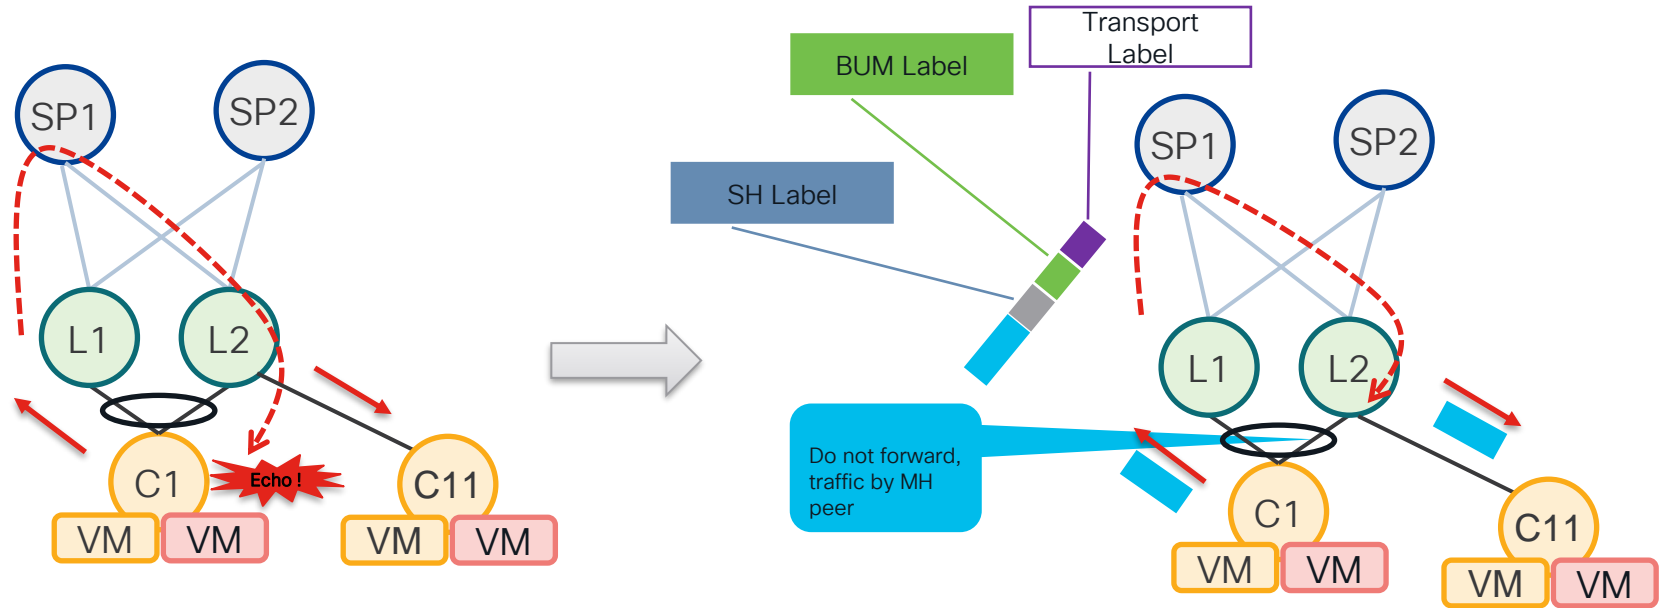 SP1
SP2
L1
L2
C1
Echo !
C11
VM
VM
VM
VM
Transport
Label
BUM Label
SH Label
SP1
SP2
L1
L2
Do not forward,
traffic by MH
peer
C1
C11
VM
VM
VM
VM